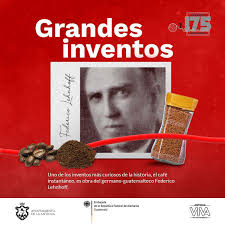 Grandes
inventos
175
Federico Lehnhoff
Uno de los inventos más curiosos de la historia, el café
instantáneo, es obra del germano-guatemalteco Federico
Lehnhoff.
Embajada
de la República Federal de Alemania
Guatemala
VIVA